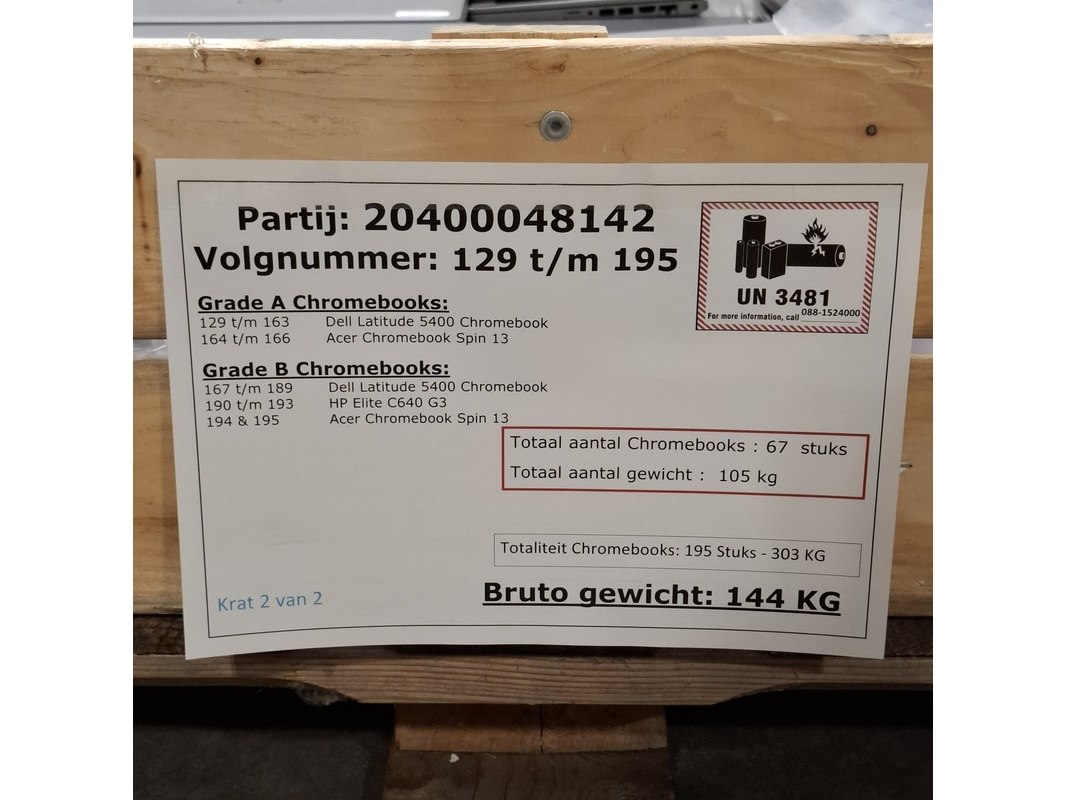 Partij: 20400048142
Volgnummer: 129 t/m 195
UN 3481
For more information, call 088-1524000
Grade A Chromebooks:
129 t/m 163 Dell Latitude 5400 Chromebook
164 t/m 166 Acer Chromebook Spin 13
Grade B Chromebooks:
167 t/m 189 Dell Latitude 5400 Chromebook
190 t/m 193 HP Elite C640 G3
194 & 195 Acer Chromebook Spin 13
Totaal aantal Chromebooks : 67 stuks
Totaal aantal gewicht : 105 kg
Totaliteit Chromebooks: 195 Stuks - 303 KG
Bruto gewicht: 144 KG
Krat 2 van 2